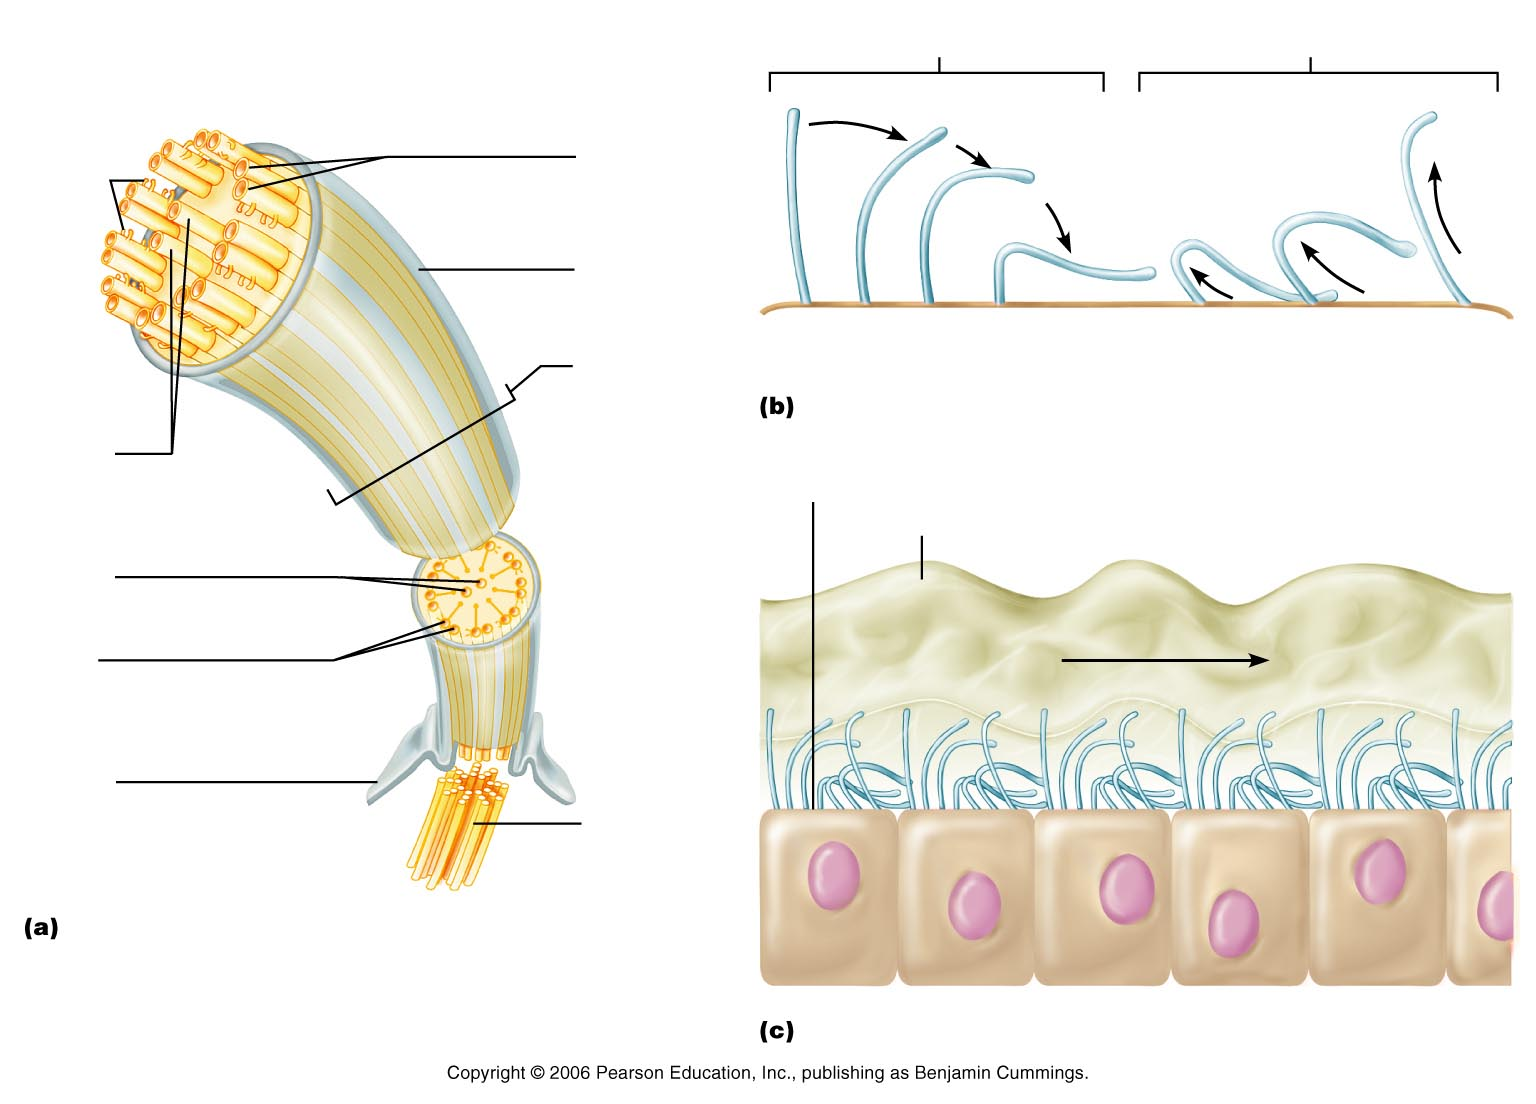 (b)
(a)
(c)
Copyright © 2006 Pearson Education, Inc., publishing as Benjamin Cummings.